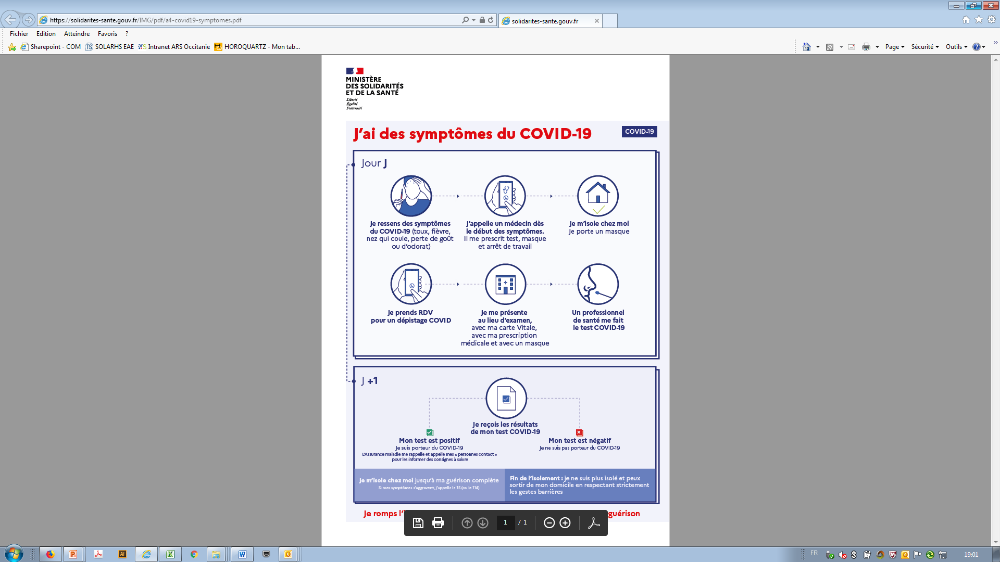 https://solidarites-sante.gouv.fr/IMG/pdf/a4-covid19-symptomes.pdf
solidarites-sante.gouv.fr
Fichier Edition Atteindre Favoris ?
Sharepoint - COM SOLARHS EAE Intranet ARS Occitanie HOROQUARTZ - Mon tab...
Page Sécurité Outils
MINISTÈRE
DES SOLIDARITÉS
ET DE LA SANTÉ
Liberté
Égalité
Fraternité
J'ai des symptômes du COVID-19
COVID-19
Jour J
Je ressens des symptômes
du COVID-19 (toux, fièvre,
nez qui coule, perte de goût
ou d'odorat)
J'appelle un médecin dès
le début des symptômes.
Il me prescrit test, masque
et arrêt de travail
Je m'isole chez moi
Je porte un masque
Je prends RDV
pour un dépistage COVID
Je me présente
au lieu d'examen,
avec ma carte Vitale,
avec ma prescription
médicale et avec un masque
Un professionnel
de santé me fait
le test COVID-19
J +1
Je reçois les résultats
de mon test COVID-19
Mon test est positif
Je suis porteur du COVID-19
L'Assurance maladie me rappelle et appelle mes « personnes contact »
pour les informer des consignes à suivre
Mon test est négatif
Je ne suis pas porteur du COVID-19
Je m'isole chez moi jusqu'à ma guérison complète
Si mes symptômes s'aggravent, j'appelle le 15 (ou le 114)
Fin de l'isolement : je ne suis plus isolé et peux
sortir de mon domicile en respectant strictement
les gestes barrières
Je romps l' guérison
1 / 1
FR
19:01